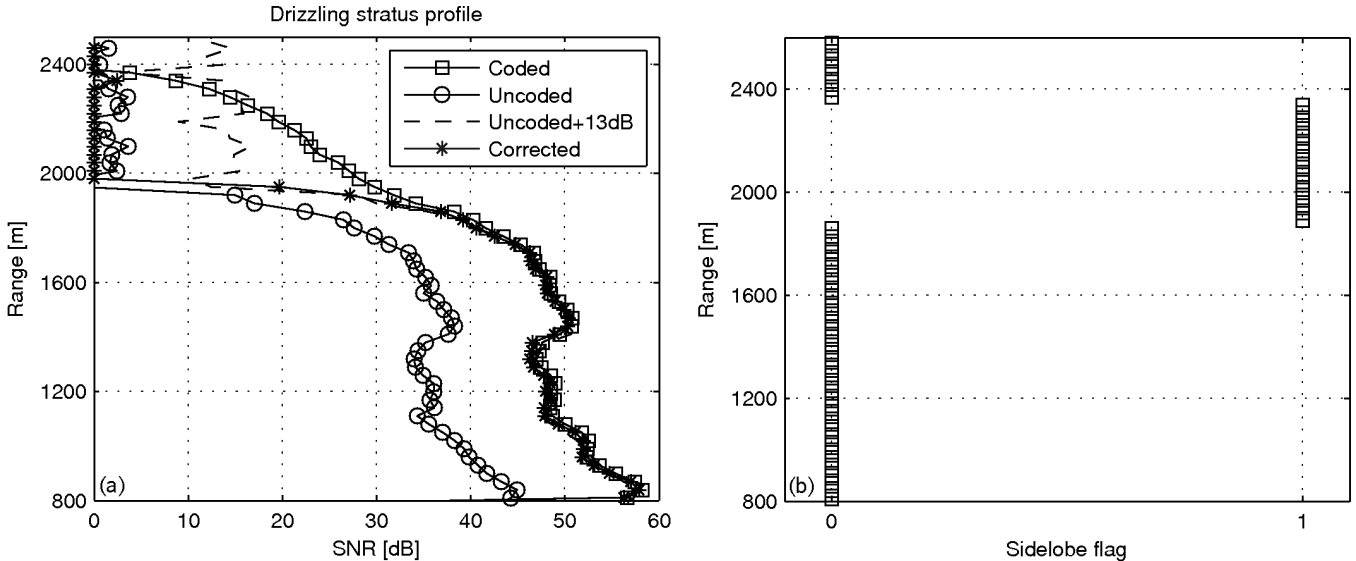 Drizzling stratus profile
2400
2000
1600
1200
800
Range [m]
Coded
Uncoded
Uncoded+13dB
Corrected
(a)
0
10
20
30
40
50
60
SNR [dB]
2400
2000
1600
1200
800
Range [m]
(b)
0
1
Sidelobe flag